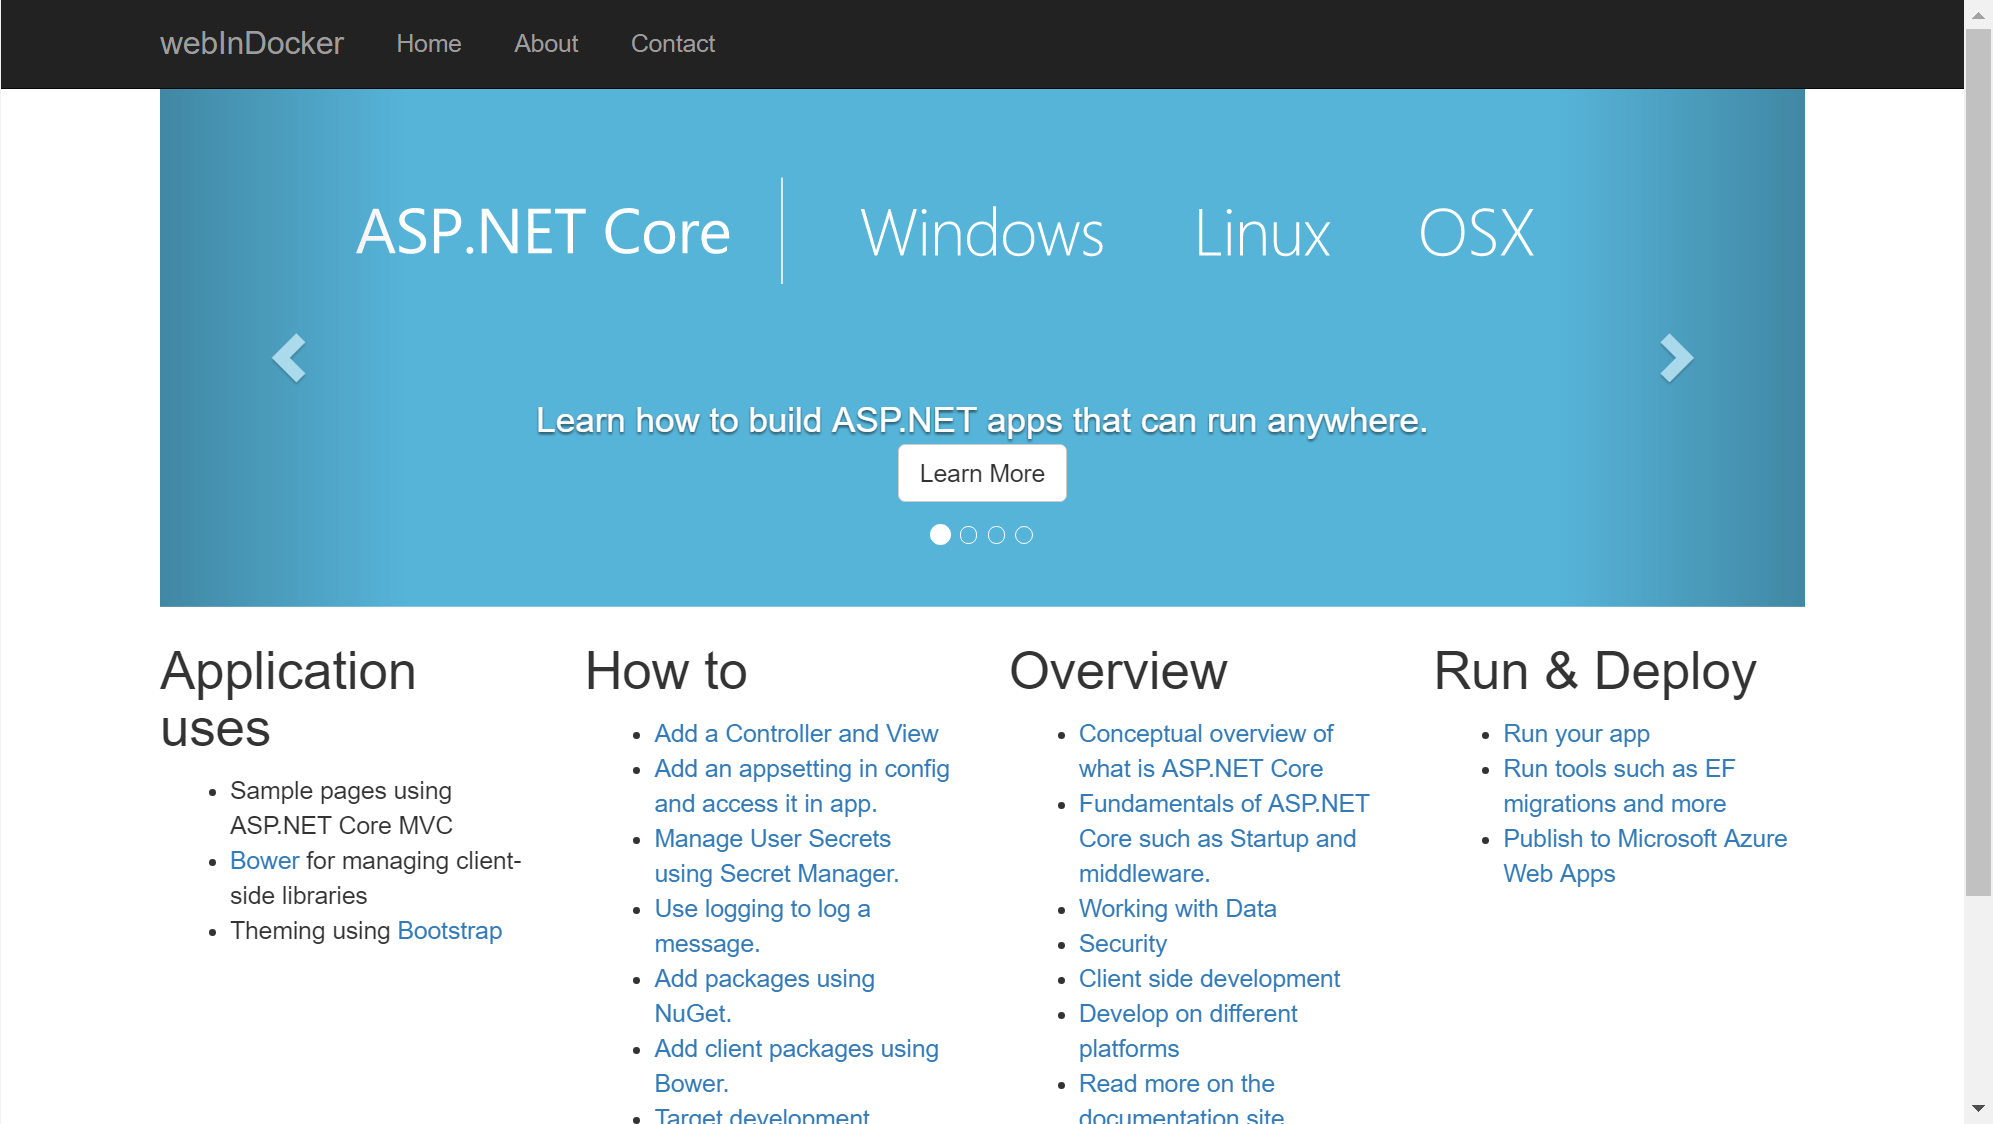 webInDocker Home About Contact
ASP.NET Core Windows Linux OSX
Learn how to build ASP.NET apps that can run anywhere.
Learn More
Application
uses
Sample pages using
ASP.NET Core MVC
Bower for managing client-
side libraries
Theming using Bootstrap
How to
Add a Controller and View
Add an appsetting in config
and access it in app.
Manage User Secrets
using Secret Manager.
Use logging to log a
message.
Add packages using
NuGet.
Add client packages using
Bower.
Target development
Overview
Conceptual overview of
what is ASP.NET Core
Fundamentals of ASP.NET
Core such as Startup and
middleware.
Working with Data
Security
Client side development
Develop on different
platforms
Read more on the
documentation site
Run & Deploy
Run your app
Run tools such as EF
migrations and more
Publish to Microsoft Azure
Web Apps